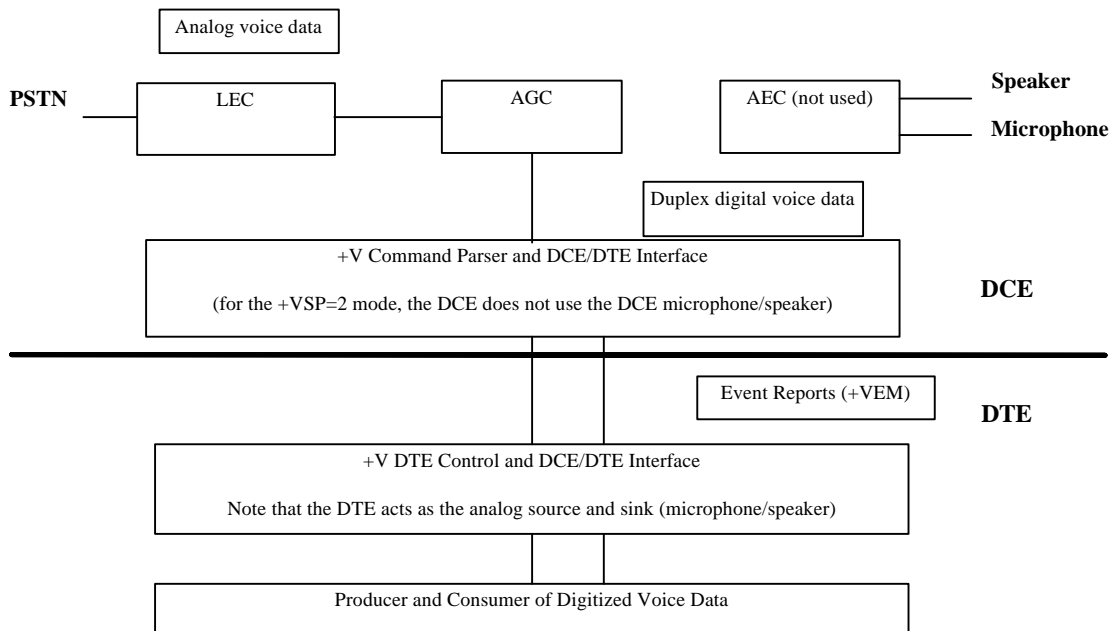 Analog voice data
PSTN
LEC
AGC
AEC (not used)
Speaker
Microphone
Duplex digital voice data
+V Command Parser and DCE/DTE Interface
(for the +VSP=2 mode, the DCE does not use the DCE microphone/speaker)
DCE
Event Reports (+VEM)
DTE
+V DTE Control and DCE/DTE Interface
Note that the DTE acts as the analog source and sink (microphone/speaker)
Producer and Consumer of Digitized Voice Data